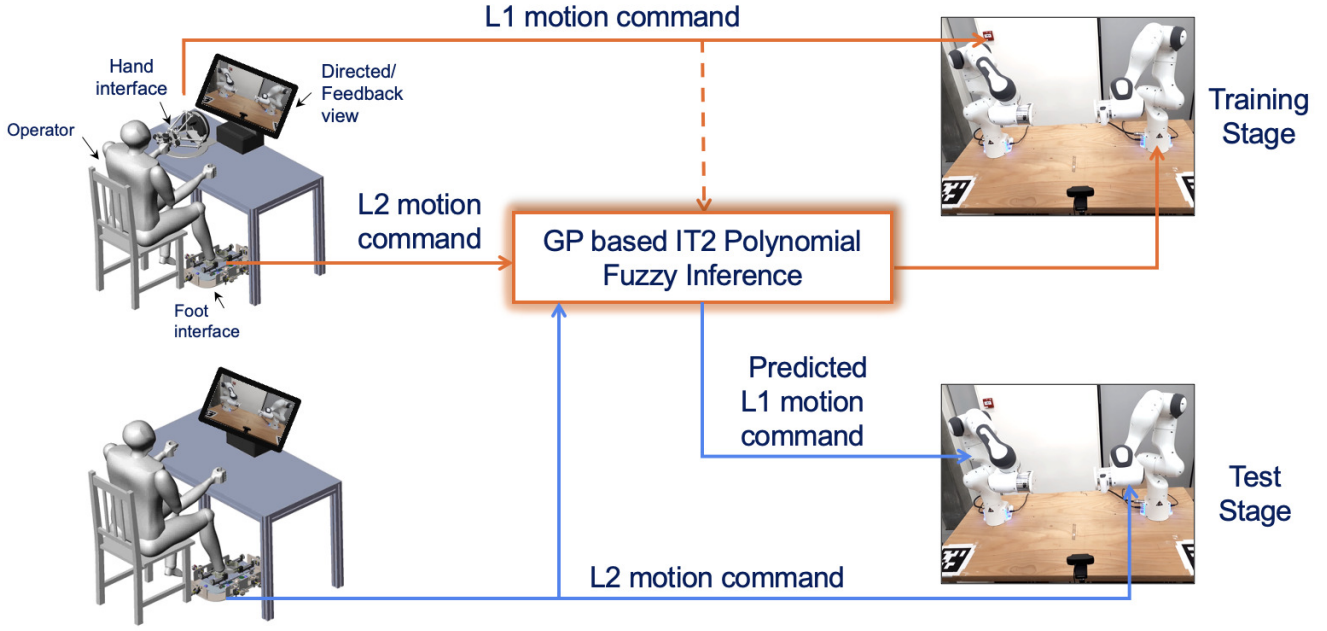 L1 motion command
Hand
interface
Directed/
Feedback
view
Operator
Training
Stage
L2 motion
command
GP based IT2 Polynomial
Fuzzy Inference
Foot
interface
Predicted
L1 motion
command
Test
Stage
L2 motion command